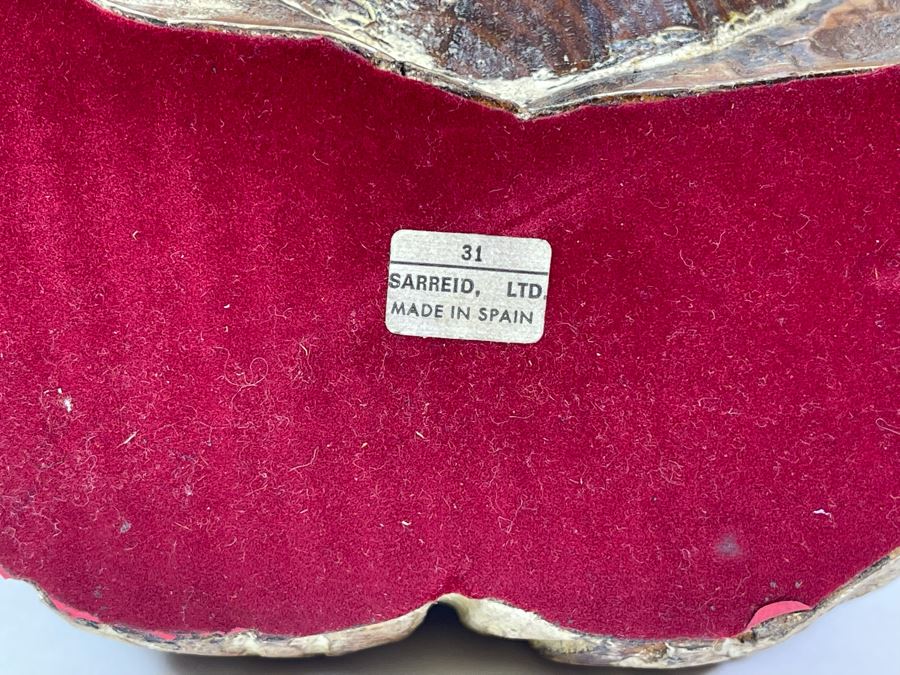 31
SARREID, LTD.
MADE IN SPAIN